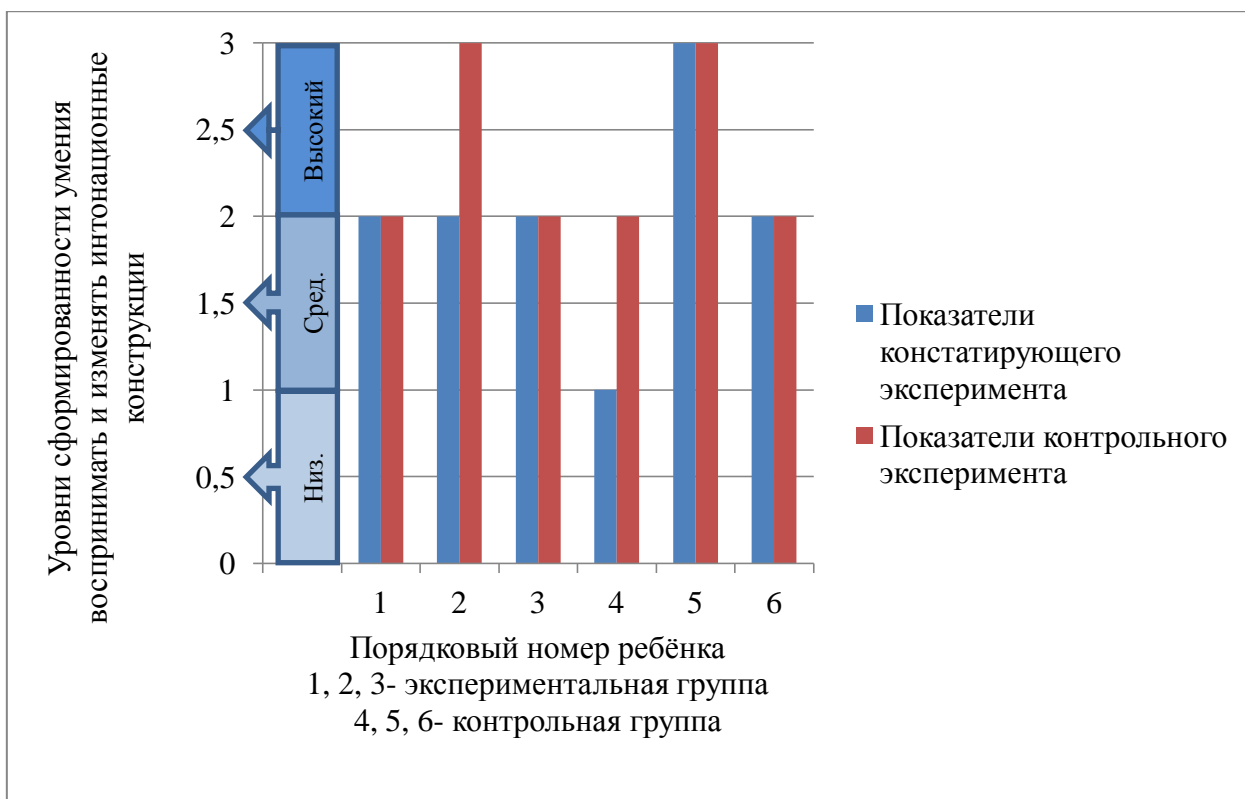 Уровни сформированности умения
воспринимать и изменять интонационные
конструкции
3
2,5
2
1,5
1
0,5
0
Высокий
Сред.
Низ.
1 2 3 4 5 6
Порядковый номер ребёнка
1, 2, 3- экспериментальная группа
4, 5, 6- контрольная группа
Показатели
констатирующего
эксперимента
Показатели контрольного
эксперимента